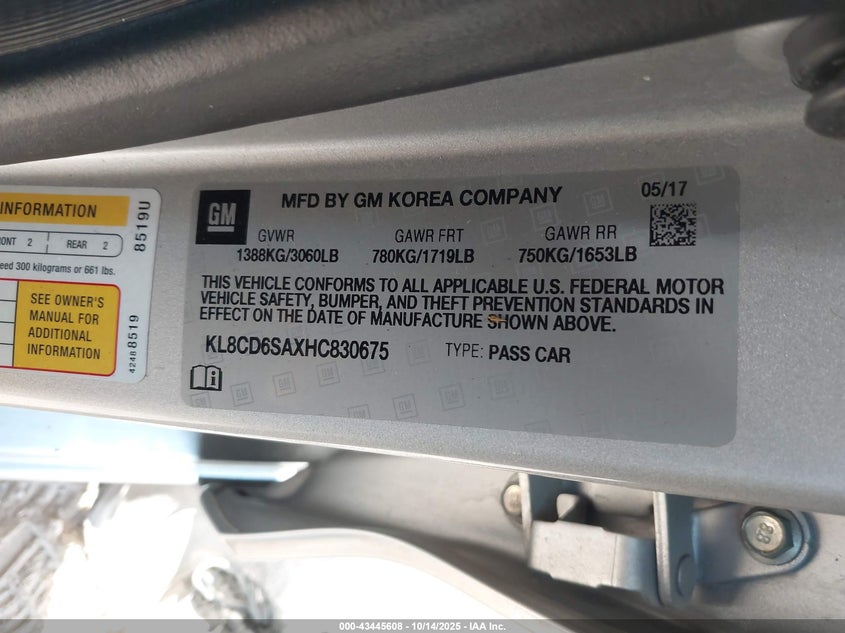 INFORMATION
FRONT 2 REAR 2
8519U
exceed 300 kilograms or 661 lbs.
SEE OWNER'S
MANUAL FOR
ADDITIONAL
INFORMATION
4248 8519
GM
MFD BY GM KOREA COMPANY
05/17
GVWR GAWR FRT GAWR RR
1388KG/3060LB 780KG/1719LB 750KG/1653LB
THIS VEHICLE CONFORMS TO ALL APPLICABLE U.S. FEDERAL MOTOR
VEHICLE SAFETY, BUMPER, AND THEFT PREVENTION STANDARDS IN
EFFECT ON THE DATE OF MANUFACTURE SHOWN ABOVE.
KL8CD6SAXHC830675 TYPE: PASS CAR
000-43445608 | 10/14/2025 | IAA Inc.